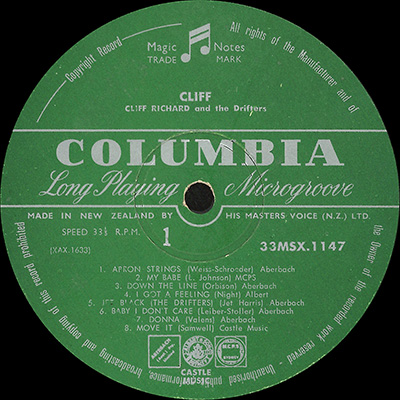 Copyright Record
Magic Notes
TRADE MARK
All rights of the Manufacturer and of
CLIFF
CLIFF RICHARD and the Drifters
COLUMBIA
Long Playing Microgroove
MADE IN NEW ZEALAND BY HIS MASTERS VOICE (N.Z.) LTD.
SPEED 33⅓ R.P.M.
1
33MSX.1147
(XAX.1633)
1. APRON STRINGS (Weiss-Schroeder) Aberbach
2. MY BABE (L. Johnson) MCPS
3. DOWN THE LINE (Orbison) Aberbach
4. I GOT A FEELING (Night) Albert
5. JET BLACK (THE DRIFTERS) (Jet Harris) Aberbach
6. BABY I DON'T CARE (Leiber-Stoller) Aberbach
7. DONNA (Valens) Aberbach
8. MOVE IT (Samwell) Castle Music
CASTLE
MUSIC
the Owner of the recorded work reserved - Unauthorised public performance, broadcasting and copying of this record prohibited